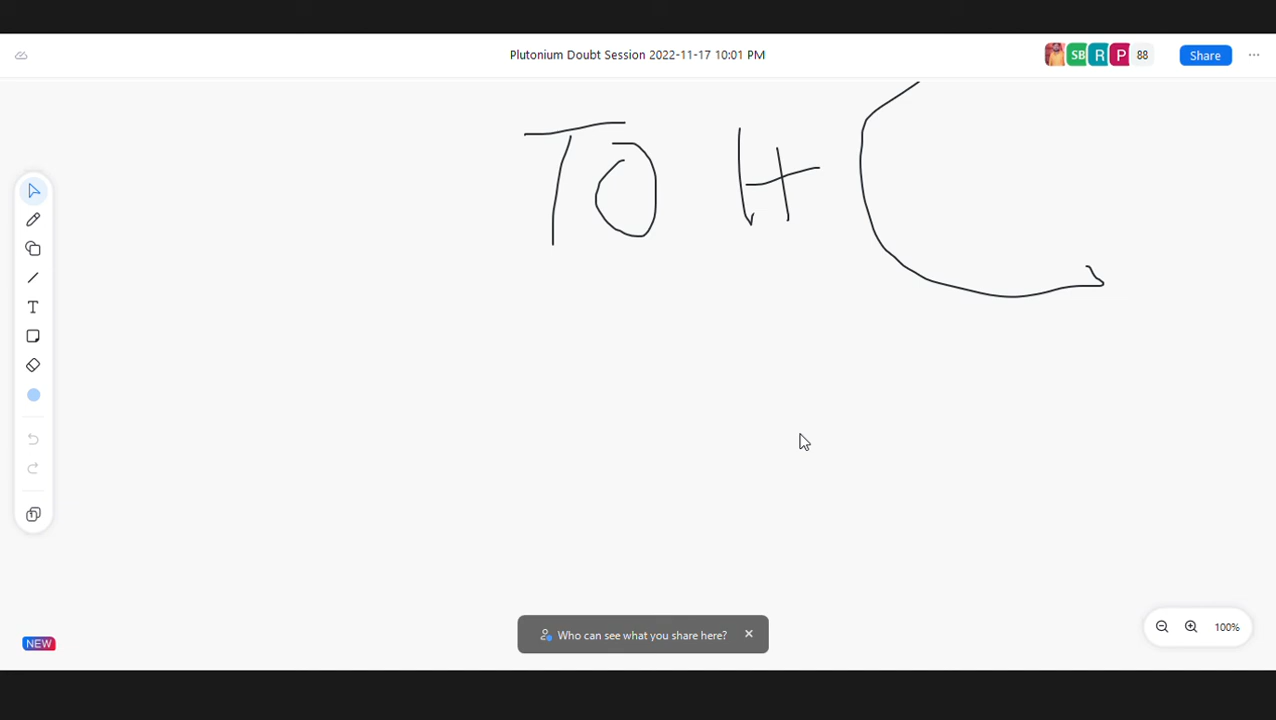 Plutonium Doubt Session 2022-11-17 10:01 PM
SB R P 88
Share
TO H C
T
NEW
Who can see what you share here?
100%